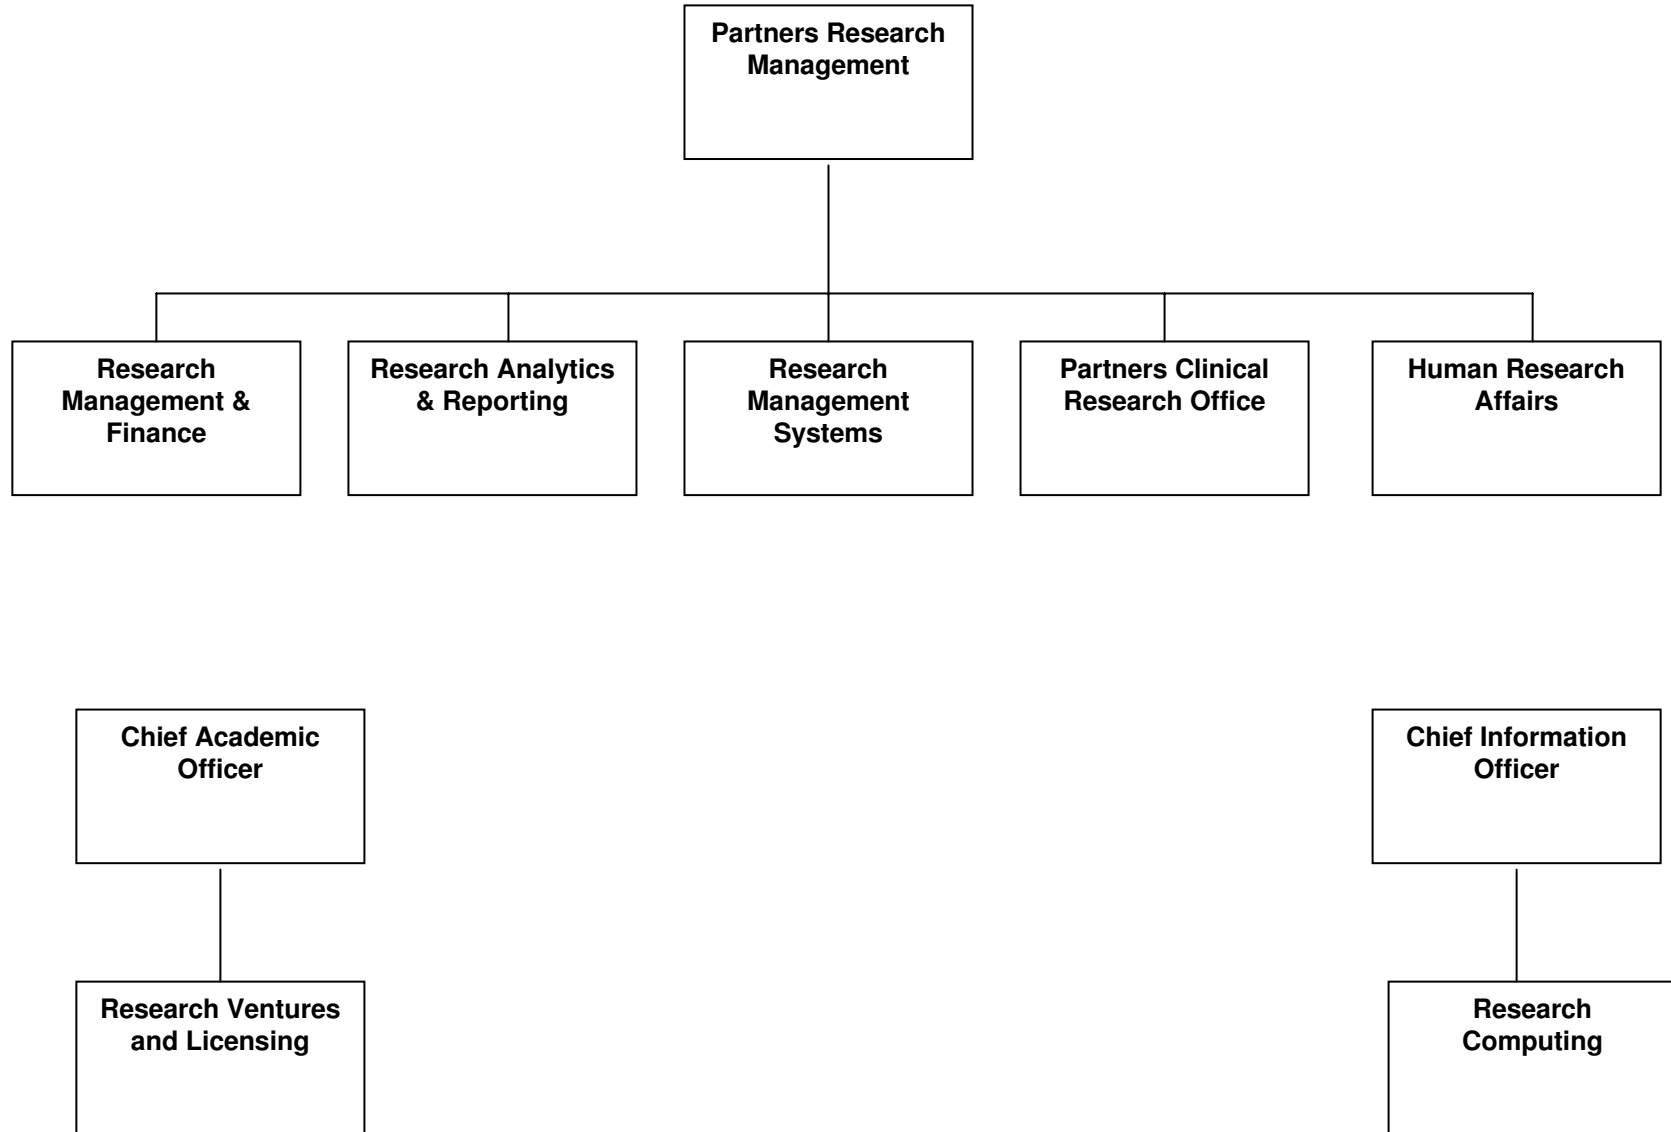 Partners Research
Management
Research
Management &
Finance
Research Analytics
& Reporting
Research
Management
Systems
Partners Clinical
Research Office
Human Research
Affairs
Chief Academic
Officer
Chief Information
Officer
Research Ventures
and Licensing
Research
Computing